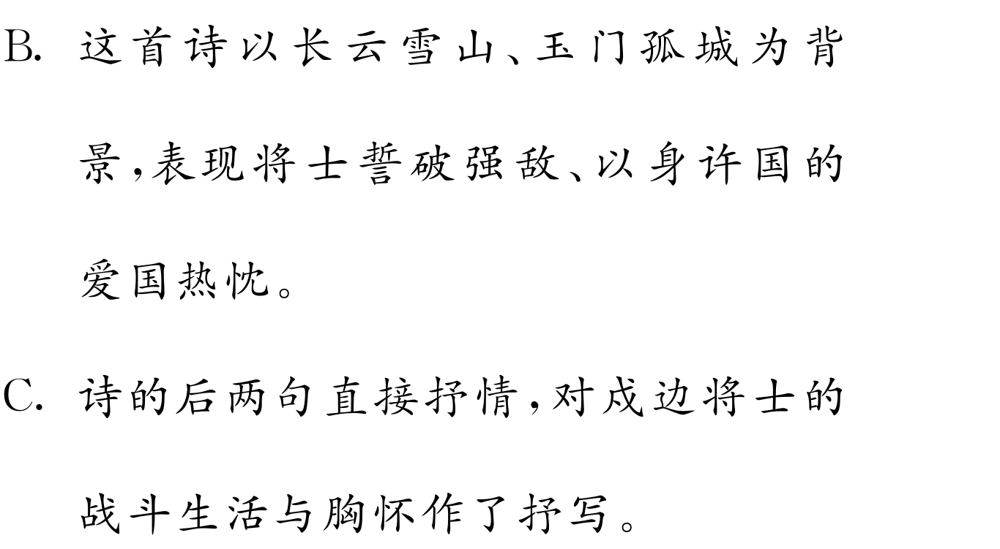 B. 这首诗以长云雪山、玉门孤城为背
景,表现将士誓破强敌、以身许国的
爱国热忱。
C. 诗的后两句直接抒情,对戍边将士的
战斗生活与胸怀作了抒写。